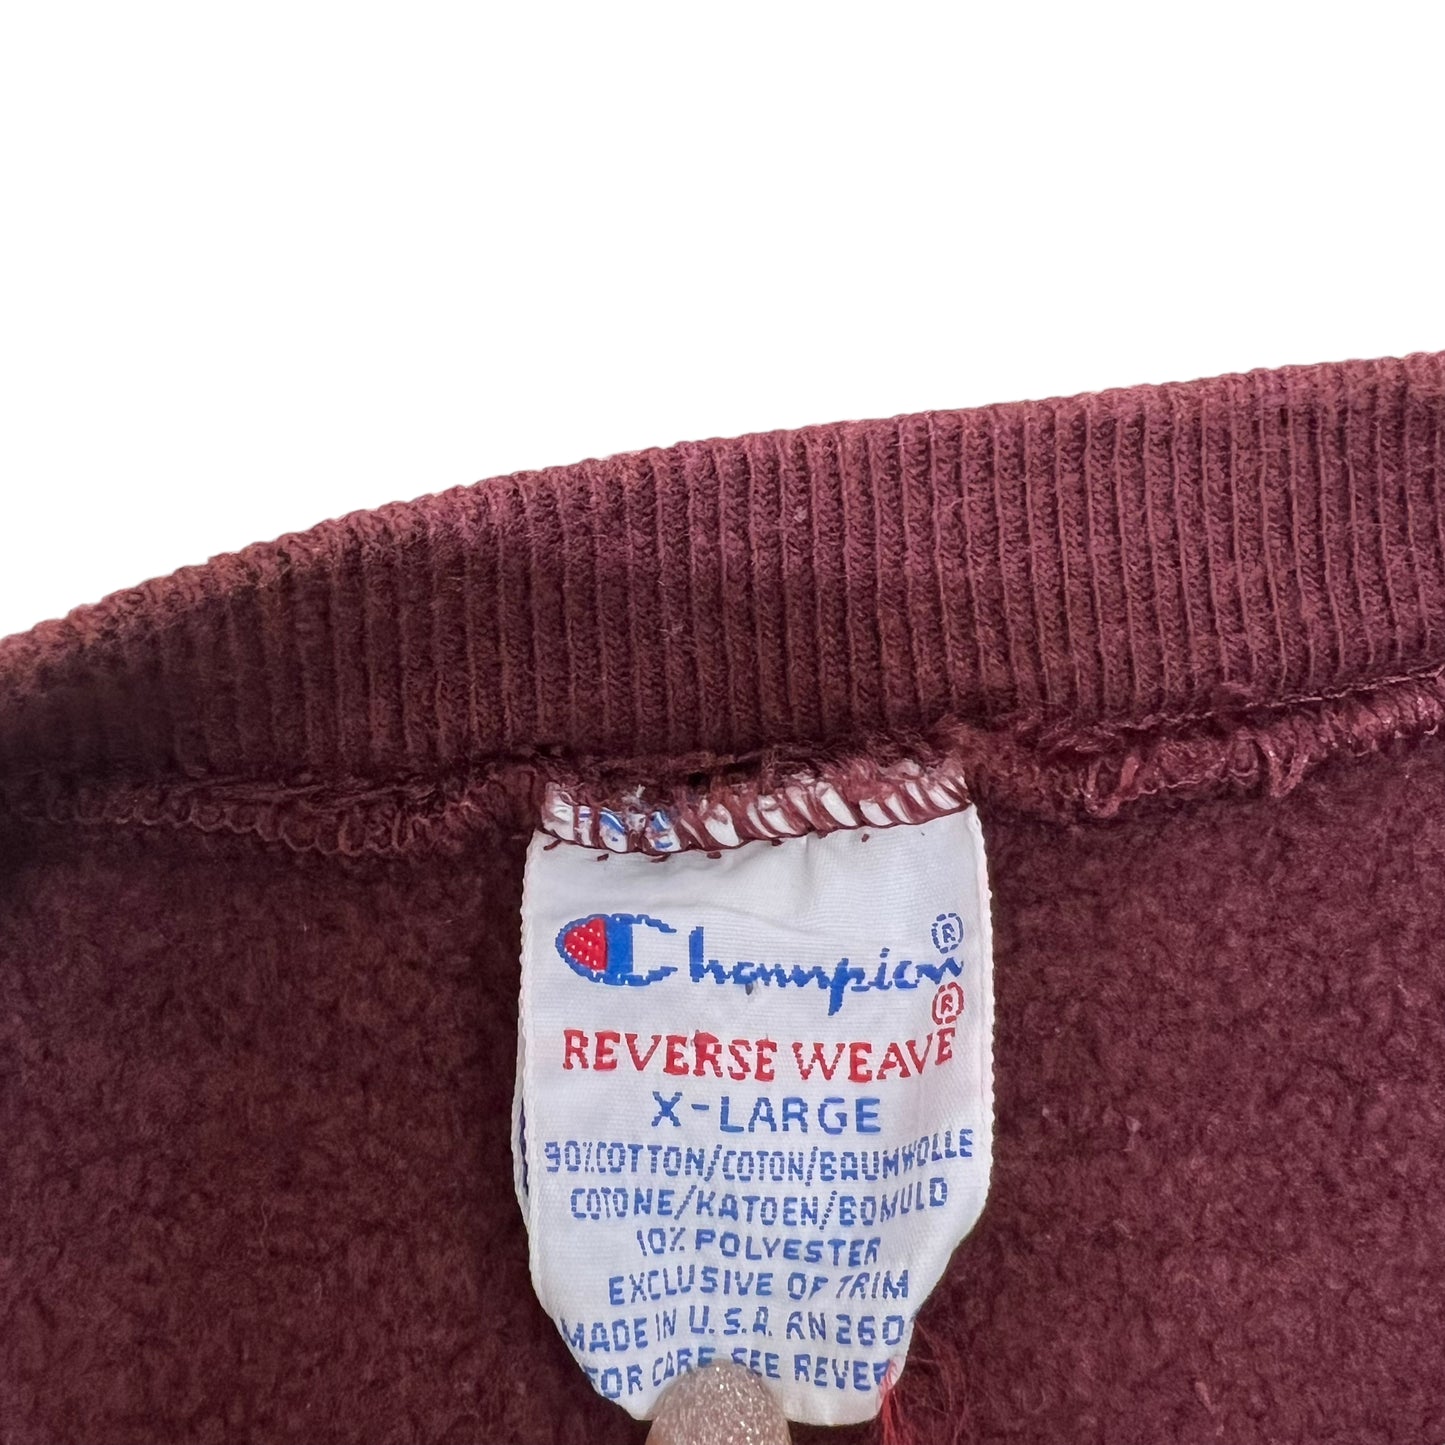 Champion®
REVERSE WEAVE®
X-LARGE
90% COTTON/COTON/BAUMWOLLE
COTONE/KATOEN/BOMULD
10% POLYESTER
EXCLUSIVE OF TRIM
MADE IN U.S.A. RN 260
FOR CARE SEE REVER